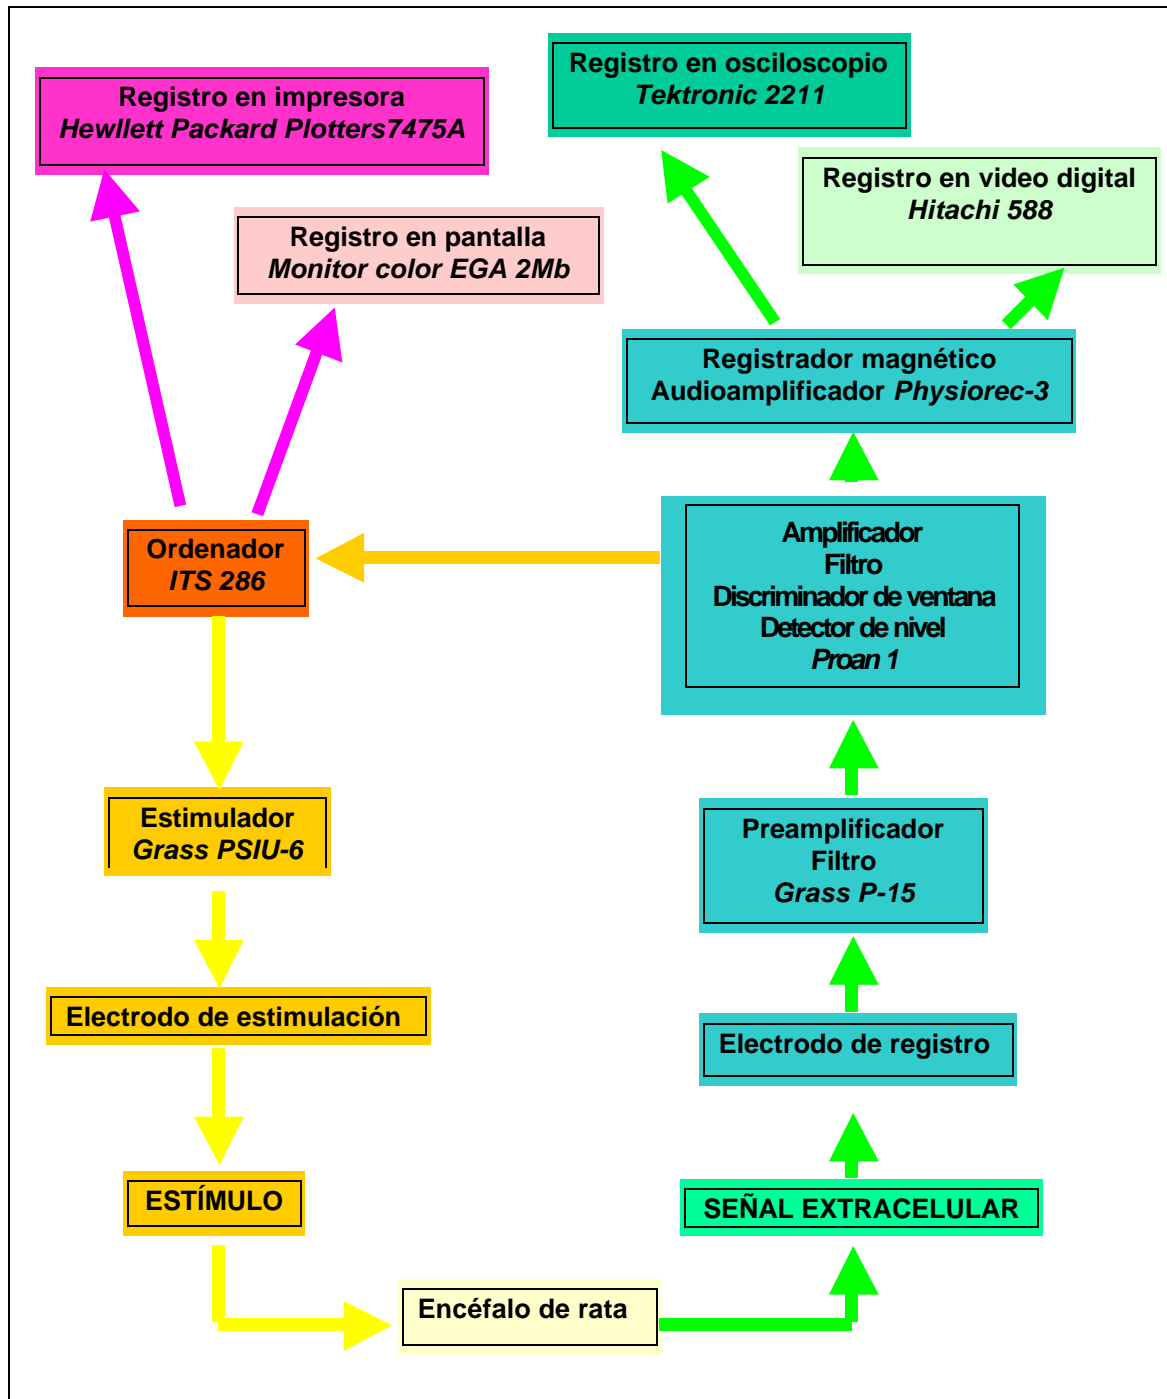 Registro en impresora
Hewllett Packard Plotters7475A
Registro en osciloscopio
Tektronic 2211
Registro en video digital
Hitachi 588
Registro en pantalla
Monitor color EGA 2Mb
Registrador magnético
Audioamplificador Physiorec-3
Ordenador
ITS 286
Amplificador
Filtro
Discriminador de ventana
Detector de nivel
Proan 1
Estimulador
Grass PSIU-6
Preamplificador
Filtro
Grass P-15
Electrodo de estimulación
Electrodo de registro
ESTÍMULO
SEÑAL EXTRACELULAR
Encéfalo de rata